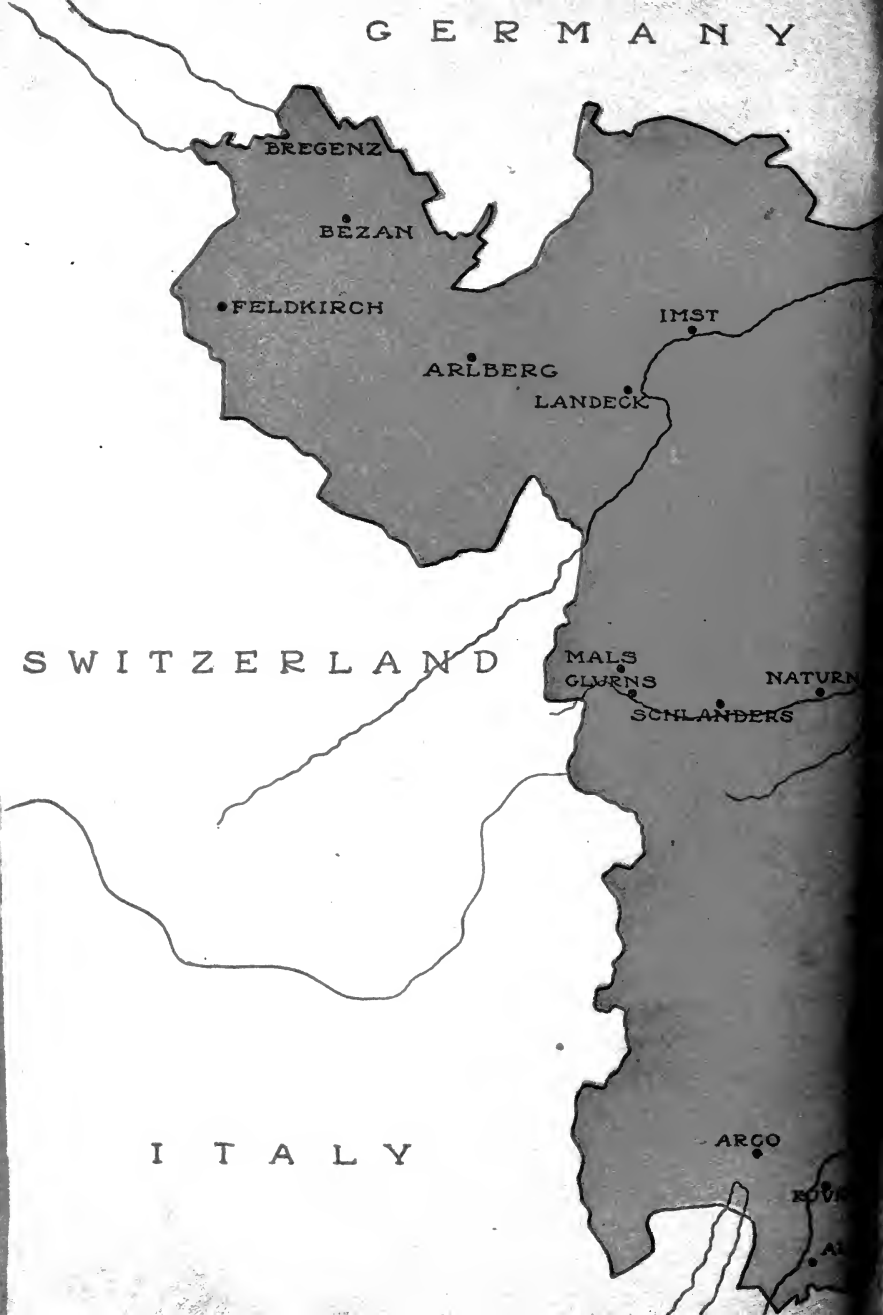 GERMANY
BREGENZ
BEZAN
FELDKIRCH
IMST
ARLBERG
LANDECK
SWITZERLAND
MALS
GLURNS
NATURN
SCHLANDERS
ITALY
ARCO